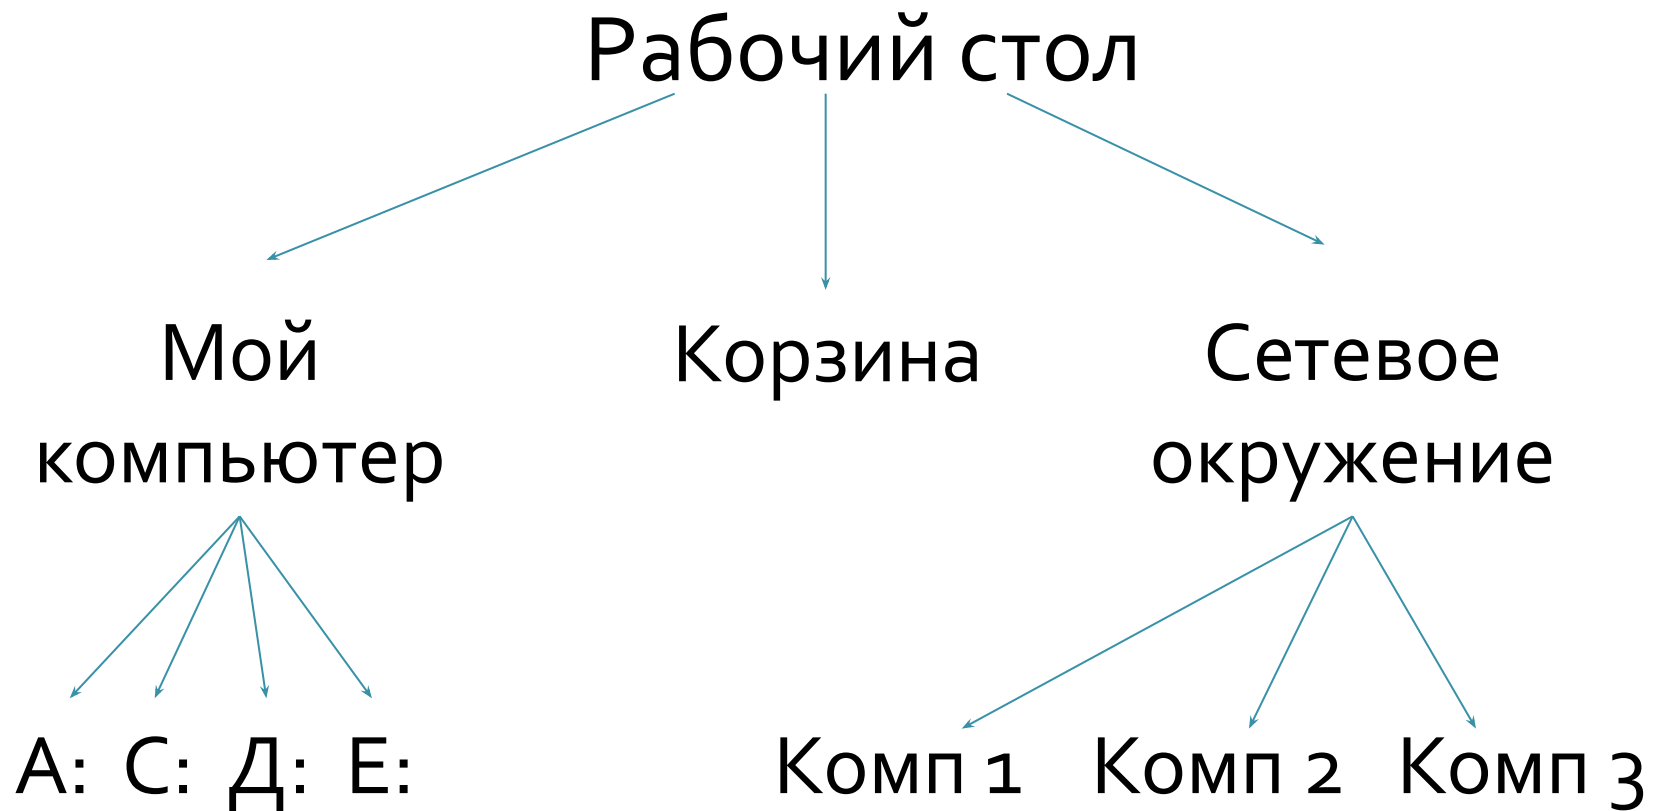 Рабочий стол
Мой
компьютер
Корзина
Сетевое
окружение
А: С: Д: Е:
Комп 1 Комп 2 Комп 3